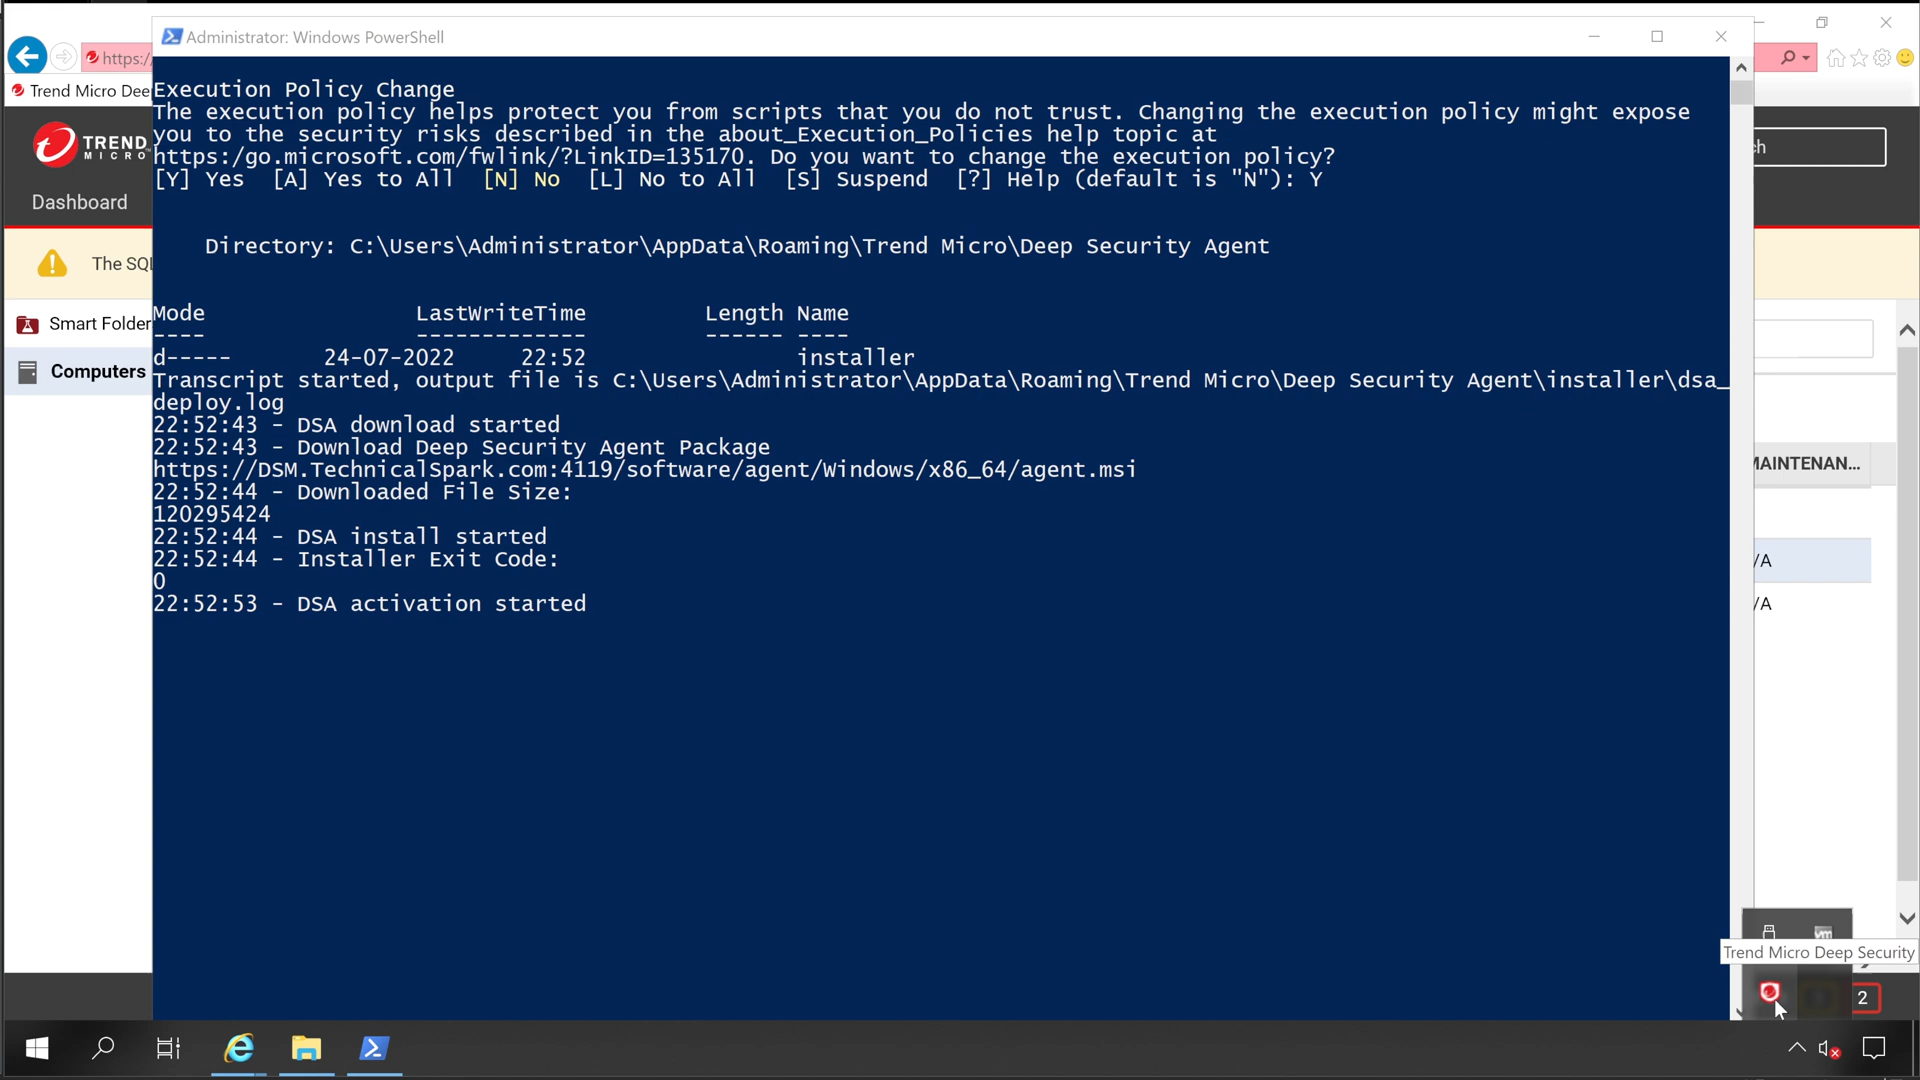 Administrator: Windows PowerShell
https:/
Trend Micro Dee
TREND
MICRO
ch
Dashboard
The SQL
Smart Folder
Computers
Execution Policy Change
The execution policy helps protect you from scripts that you do not trust. Changing the execution policy might expose
you to the security risks described in the about_Execution_Policies help topic at
https:/go.microsoft.com/fwlink/?LinkID=135170. Do you want to change the execution policy?
[Y] Yes  [A] Yes to All  [N] No  [L] No to All  [S] Suspend  [?] Help (default is "N"): Y
Directory: C:\Users\Administrator\AppData\Roaming\Trend Micro\Deep Security Agent
Mode                LastWriteTime         Length Name
----                -------------         ------ ----
d-----       24-07-2022     22:52                installer
Transcript started, output file is C:\Users\Administrator\AppData\Roaming\Trend Micro\Deep Security Agent\installer\dsa_
deploy.log
22:52:43 - DSA download started
22:52:43 - Download Deep Security Agent Package
https://DSM.TechnicalSpark.com:4119/software/agent/Windows/x86_64/agent.msi
22:52:44 - Downloaded File Size:
120295424
22:52:44 - DSA install started
22:52:44 - Installer Exit Code:
0
22:52:53 - DSA activation started
MAINTENAN...
/A
/A
vm
Trend Micro Deep Security
2